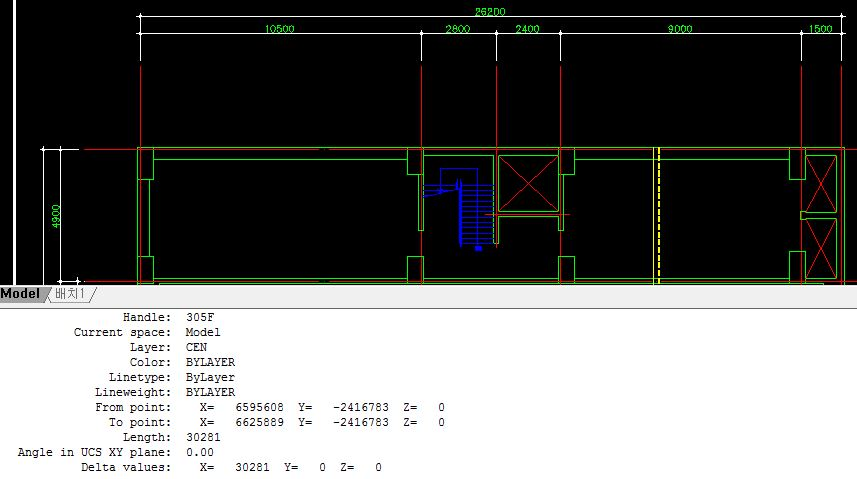 26200
10500 2800 2400 9000 1500
4900
Model 배치1
Handle: 305F
Current space: Model
Layer: CEN
Color: BYLAYER
Linetype: ByLayer
Lineweight: BYLAYER
From point: X= 6595608 Y= -2416783 Z= 0
To point: X= 6625889 Y= -2416783 Z= 0
Length: 30281
Angle in UCS XY plane: 0.00
Delta values: X= 30281 Y= 0 Z= 0